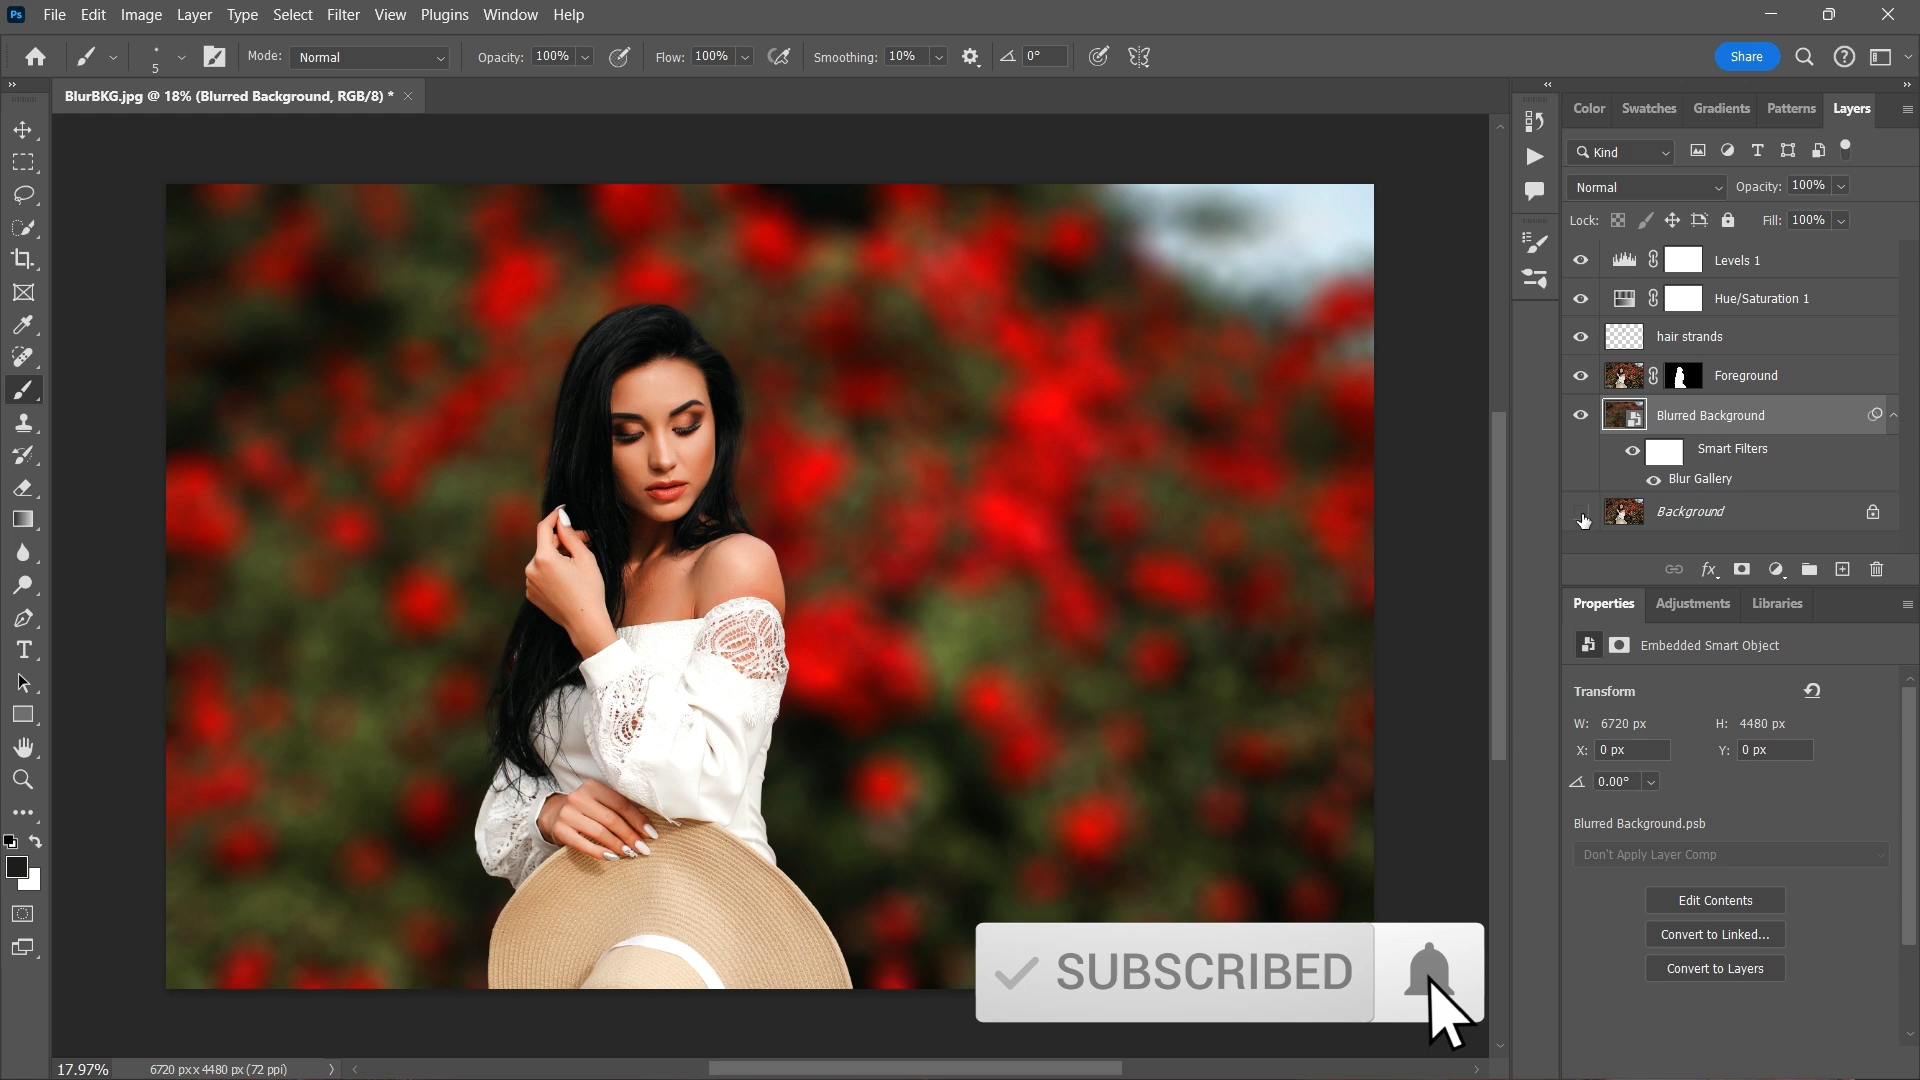 Ps File Edit Image Layer Type Select Filter View Plugins Window Help
5 Mode: Normal Opacity: 100% Flow: 100% Smoothing: 10% 0° Share
BlurBKG.jpg @ 18% (Blurred Background, RGB/8) *
Color Swatches Gradients Patterns Layers
Kind
Normal Opacity: 100%
Lock: Fill: 100%
Levels 1
Hue/Saturation 1
hair strands
Foreground
Blurred Background
Smart Filters
Blur Gallery
Background
fx
Properties Adjustments Libraries
Embedded Smart Object
Transform
W: 6720 px H: 4480 px
X: 0 px Y: 0 px
0.00°
Blurred Background.psb
Don't Apply Layer Comp
Edit Contents
Convert to Linked...
Convert to Layers
SUBSCRIBED
17.97% 6720 px x 4480 px (72 ppi)